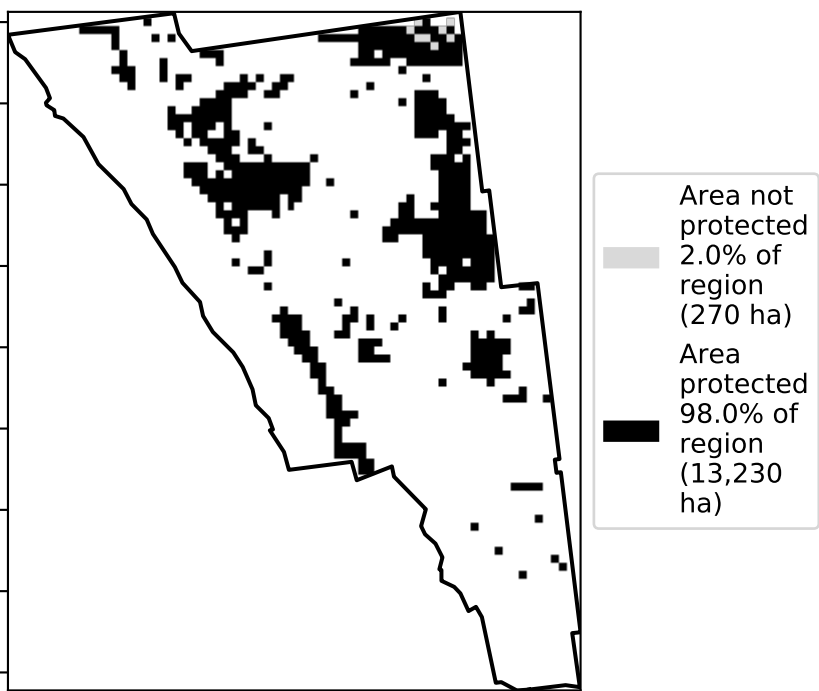 Area not
protected
2.0% of
region
(270 ha)
Area
protected
98.0% of
region
(13,230
ha)